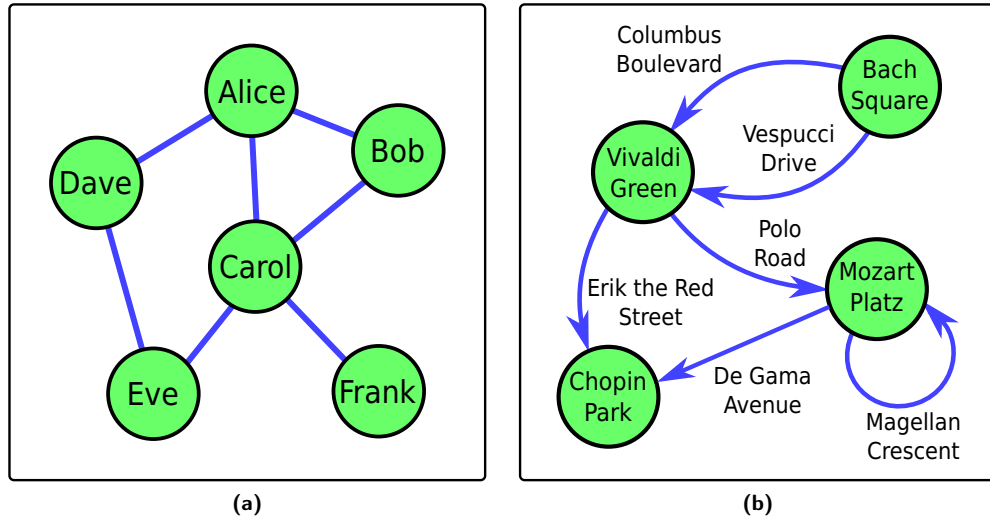 Alice
Bob
Dave
Carol
Eve
Frank
(a)
Columbus
Boulevard
Bach
Square
Vespucci
Drive
Vivaldi
Green
Polo
Road
Mozart
Platz
Erik the Red
Street
Chopin
Park
De Gama
Avenue
Magellan
Crescent
(b)